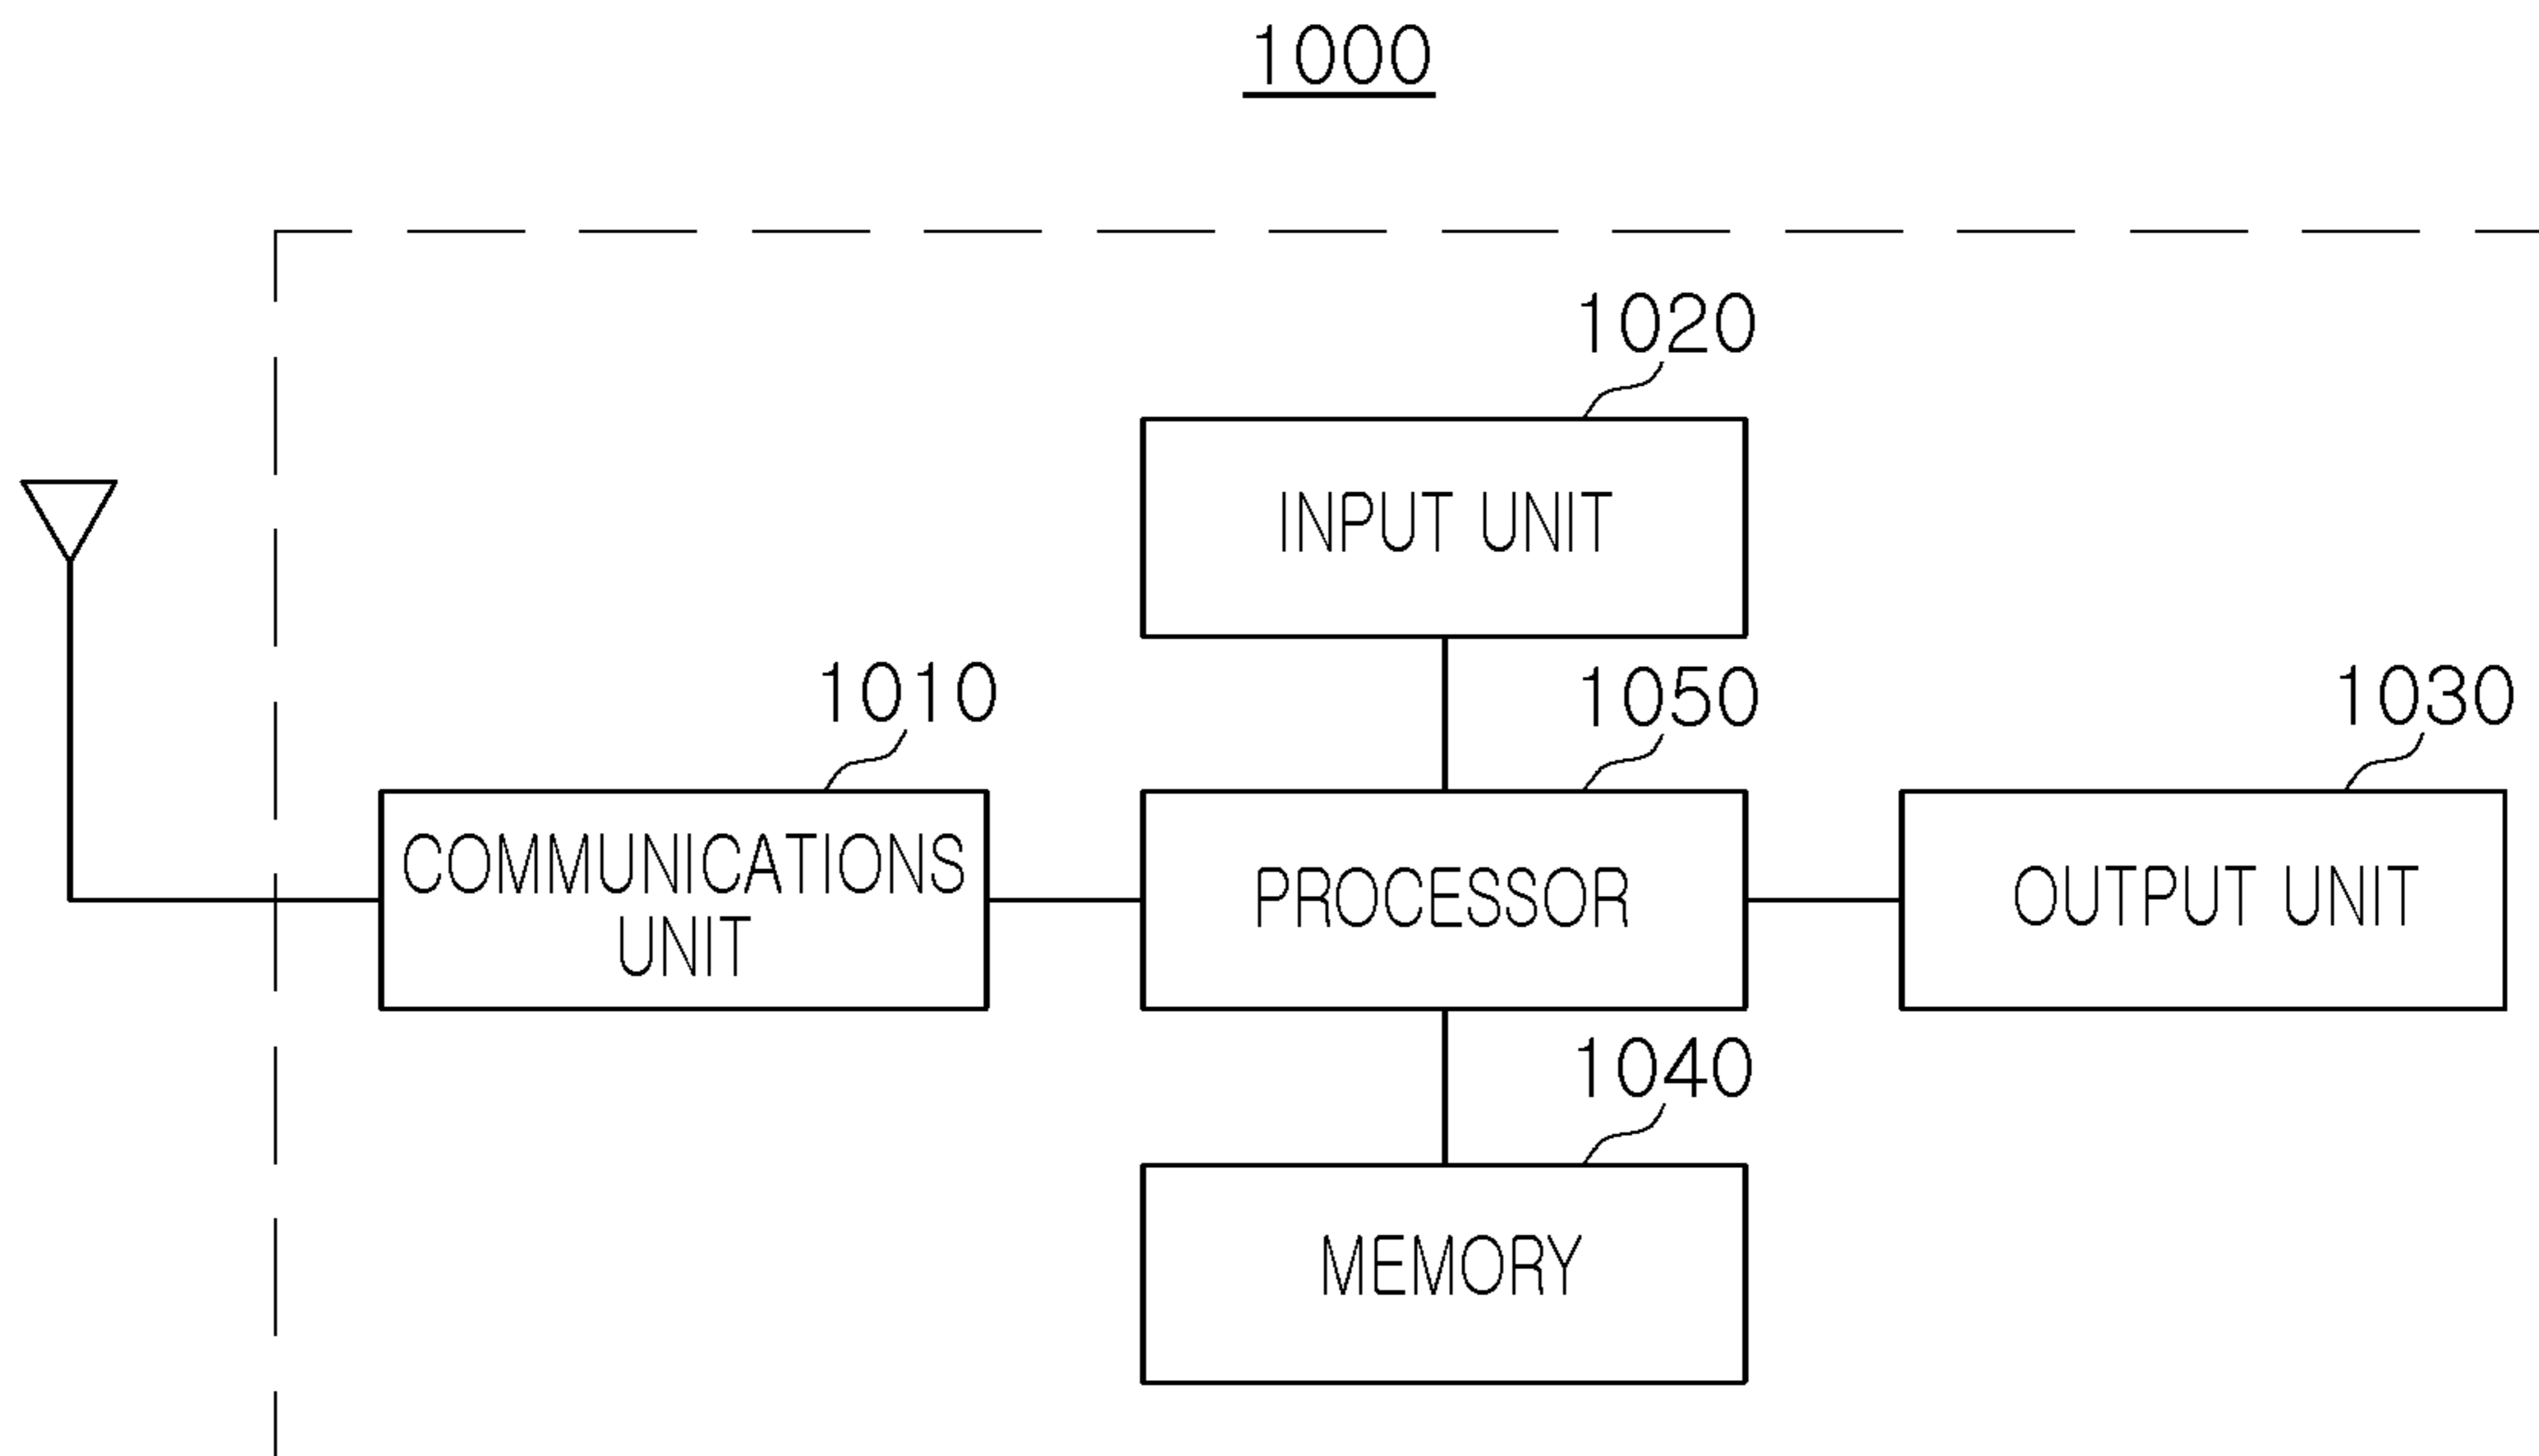 1000
1020
INPUT UNIT
1010
1050
1030
COMMUNICATIONS
UNIT
PROCESSOR
OUTPUT UNIT
1040
MEMORY